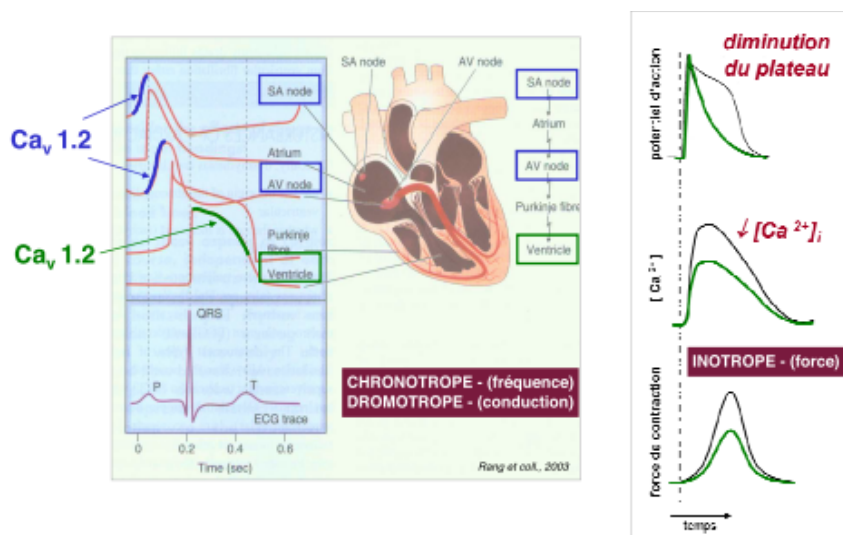 SA node
AV node
SA node
Ca_v 1.2
Atrium
AV node
Purkinje
fibre
Ca_v 1.2
Ventricle
QRS
P
T
ECG trace
0
0.2
0.4
0.6
Time (sec)
SA node
Atrium
AV node
Purkinje fibre
Ventricle
CHRONOTROPE - (fréquence)
DROMOTROPE - (conduction)
Rang et coll., 2003
diminution
du plateau
potentiel d'action
↓ [Ca ²⁺]i
[ Ca ²⁺]
INOTROPE - (force)
force de contraction
temps